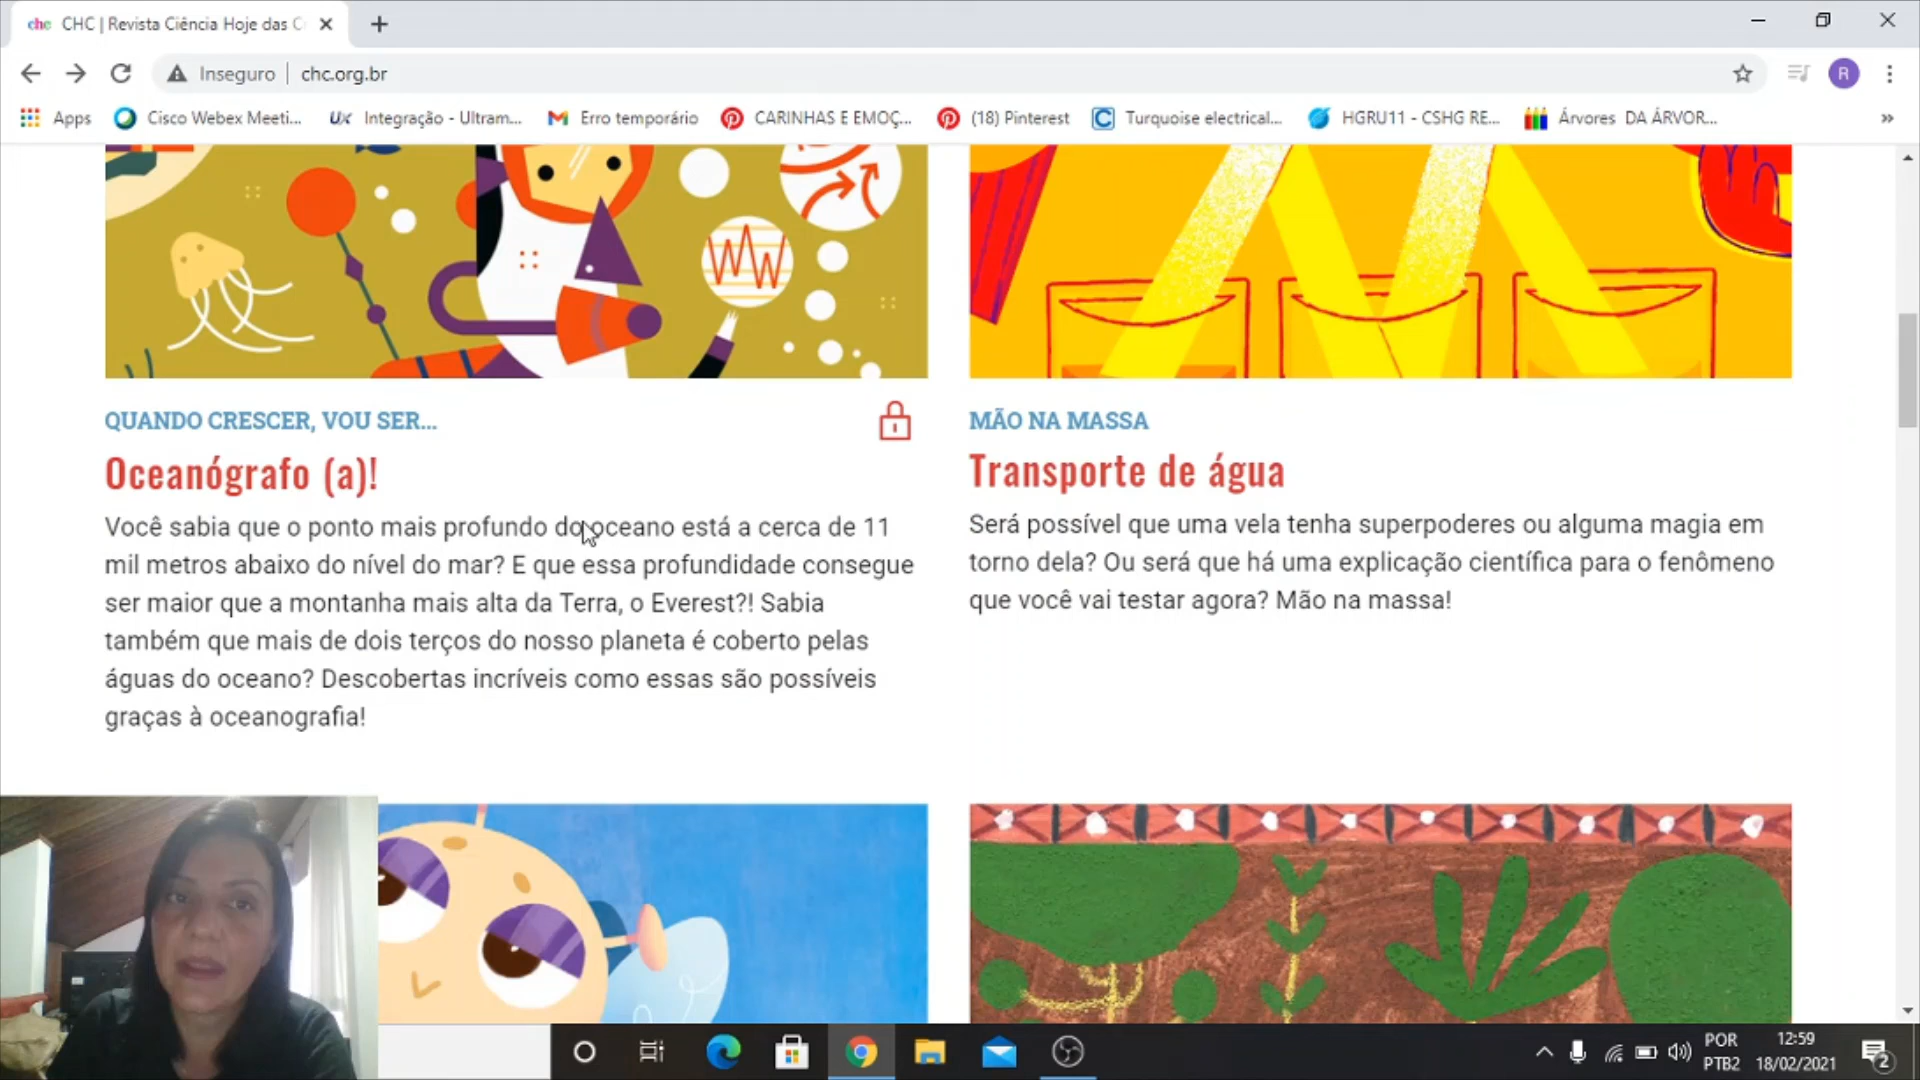 chc CHC | Revista Ciência Hoje das C
Inseguro chc.org.br R
Apps Cisco Webex Meeti... UX Integração - Ultram... Erro temporário CARINHAS E EMOÇ... (18) Pinterest C Turquoise electrical... HGRU11 - CSHG RE... Árvores DA ÁRVOR... »
QUANDO CRESCER, VOU SER...
Oceanógrafo (a)!
Você sabia que o ponto mais profundo do oceano está a cerca de 11
mil metros abaixo do nível do mar? E que essa profundidade consegue
ser maior que a montanha mais alta da Terra, o Everest?! Sabia
também que mais de dois terços do nosso planeta é coberto pelas
águas do oceano? Descobertas incríveis como essas são possíveis
graças à oceanografia!
MÃO NA MASSA
Transporte de água
Será possível que uma vela tenha superpoderes ou alguma magia em
torno dela? Ou será que há uma explicação científica para o fenômeno
que você vai testar agora? Mão na massa!
POR
PTB2
12:59
18/02/2021
2